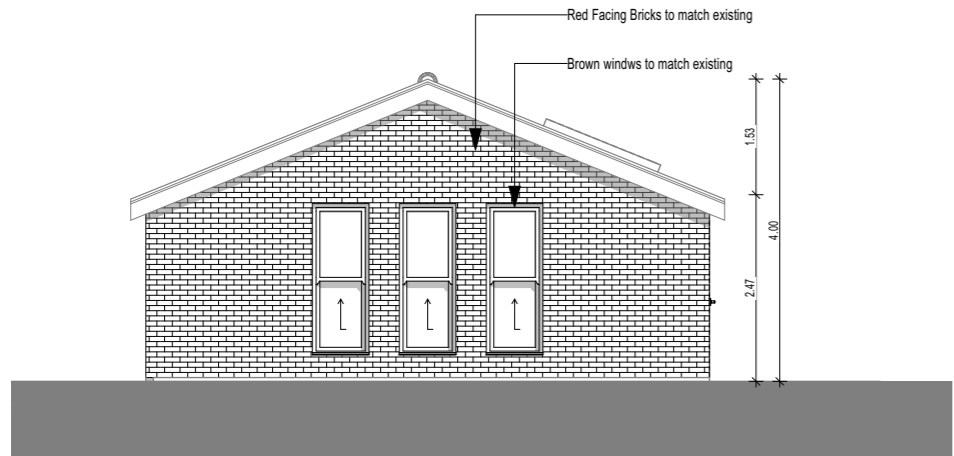 Red Facing Bricks to match existing
Brown windws to match existing
1.53
4.00
2.47